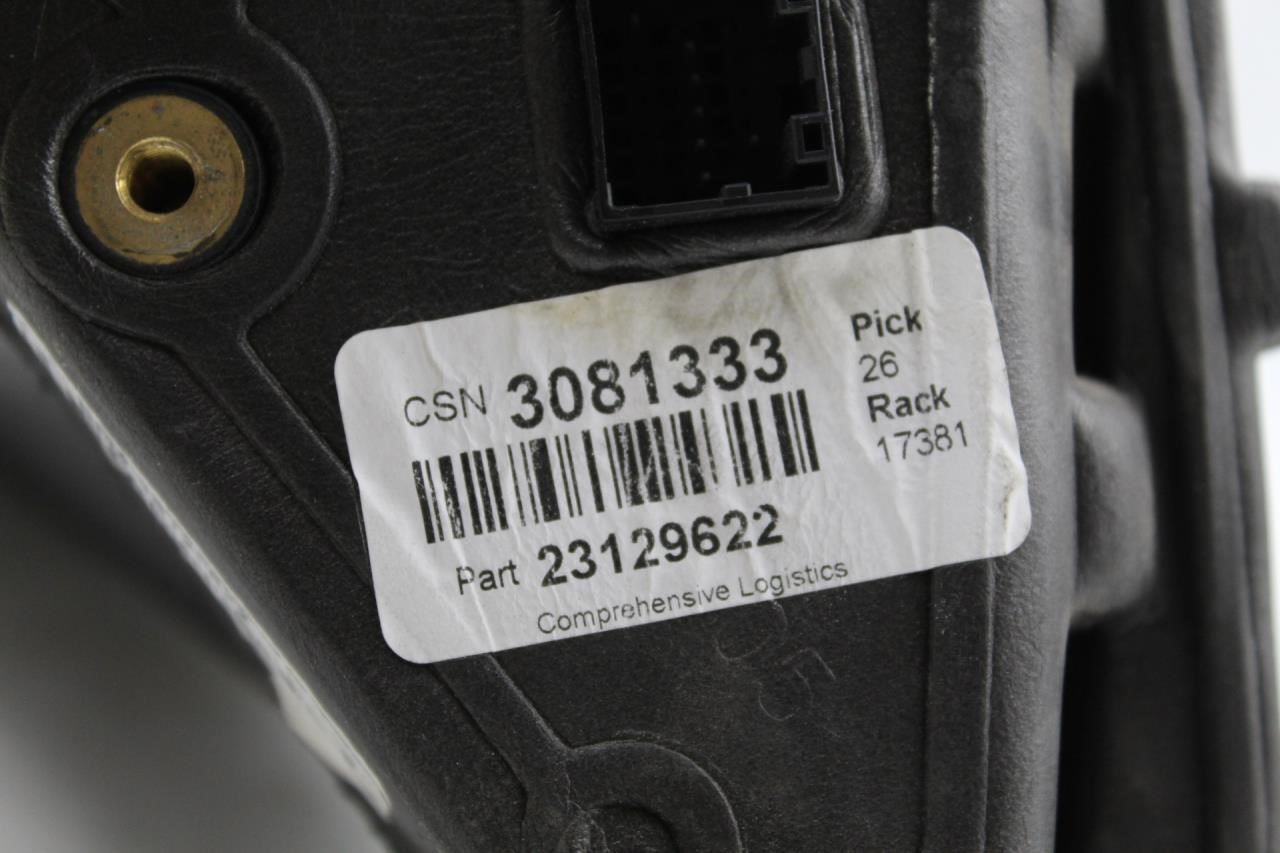 CSN 3081333
Part 23129622
Comprehensive Logistics
Pick
26
Rack
17381